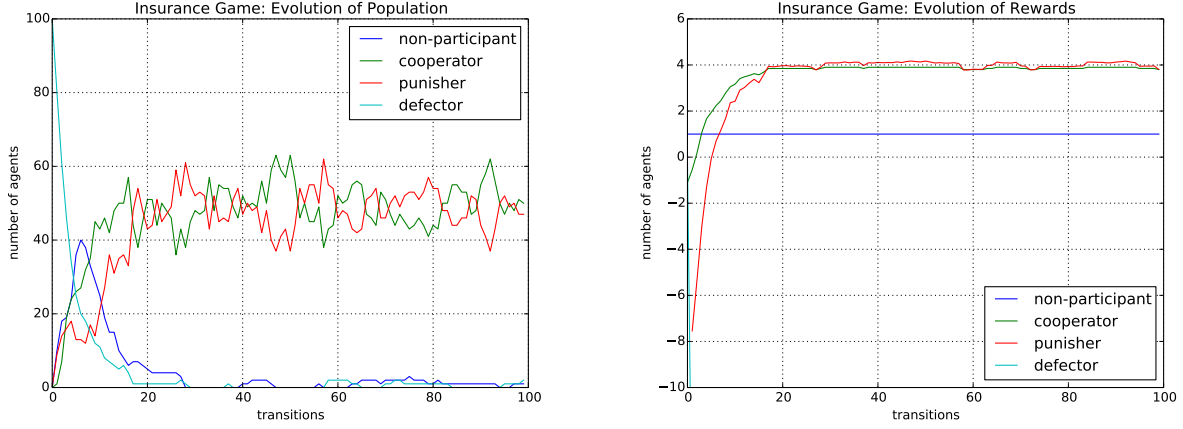 Insurance Game: Evolution of Population
100
80
60
40
20
0
0 20 40 60 80 100
number of agents
transitions
non-participant
cooperator
punisher
defector
Insurance Game: Evolution of Rewards
6
4
2
0
−2
−4
−6
−8
−10
0 20 40 60 80 100
number of agents
transitions
non-participant
cooperator
punisher
defector